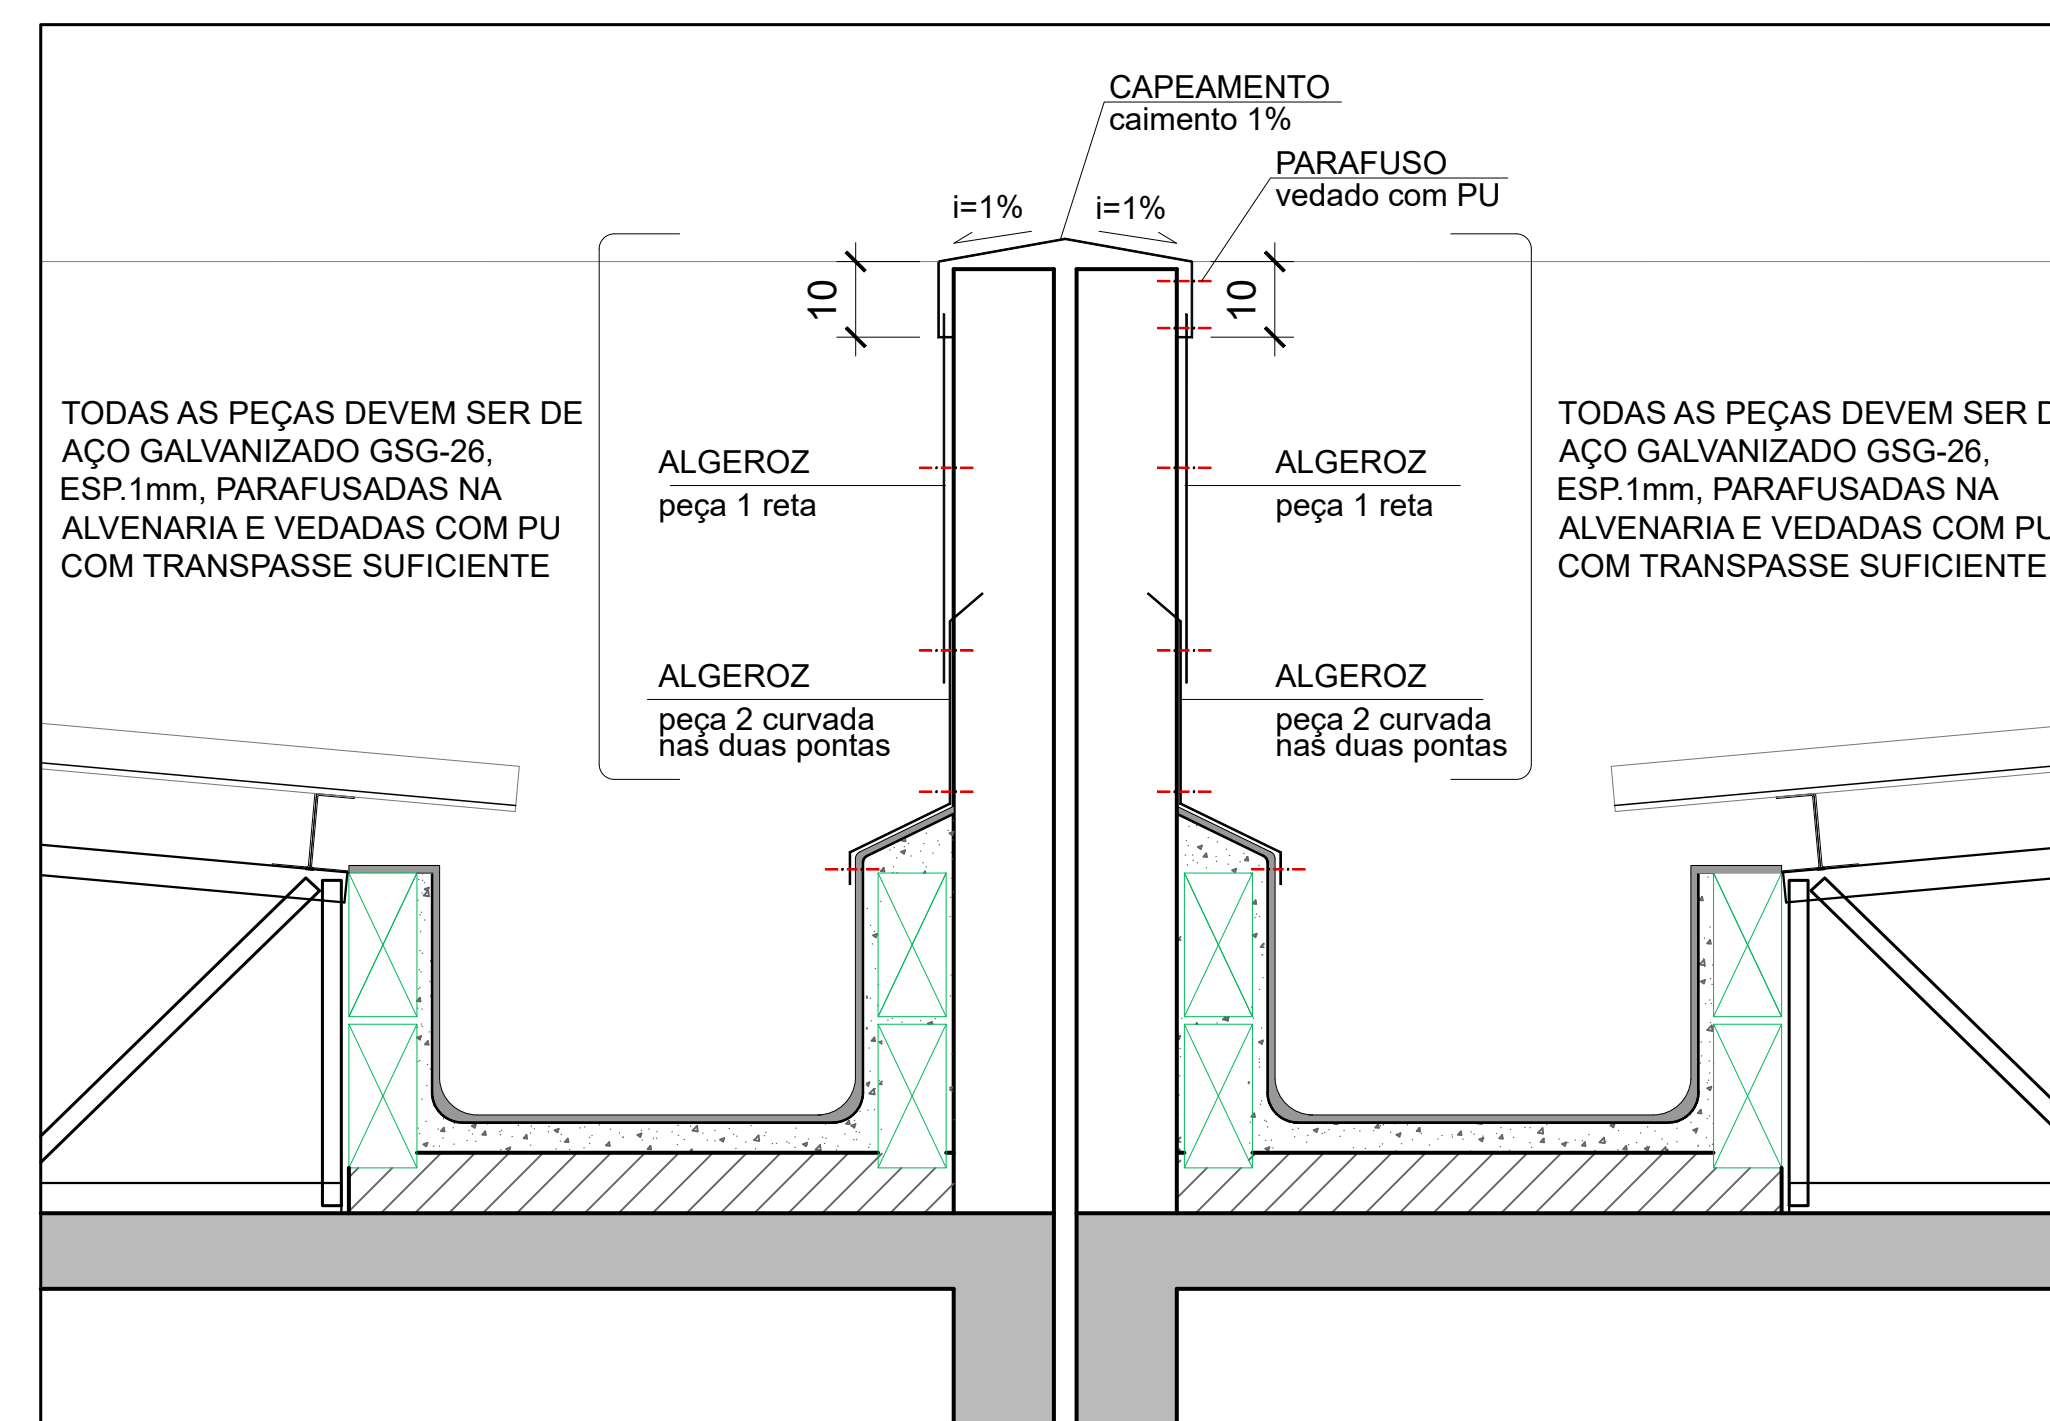 CAPEAMENTO
caimento 1%
PARAFUSO
vedado com PU
i=1%
i=1%
10
10
TODAS AS PEÇAS DEVEM SER DE
AÇO GALVANIZADO GSG-26,
ESP.1mm, PARAFUSADAS NA
ALVENARIA E VEDADAS COM PU
COM TRANSPASSE SUFICIENTE
ALGEROZ
peça 1 reta
ALGEROZ
peça 2 curvada
nas duas pontas
ALGEROZ
peça 1 reta
ALGEROZ
peça 2 curvada
nas duas pontas
TODAS AS PEÇAS DEVEM SER
AÇO GALVANIZADO GSG-26,
ESP.1mm, PARAFUSADAS NA
ALVENARIA E VEDADAS COM PU
COM TRANSPASSE SUFICIENTE